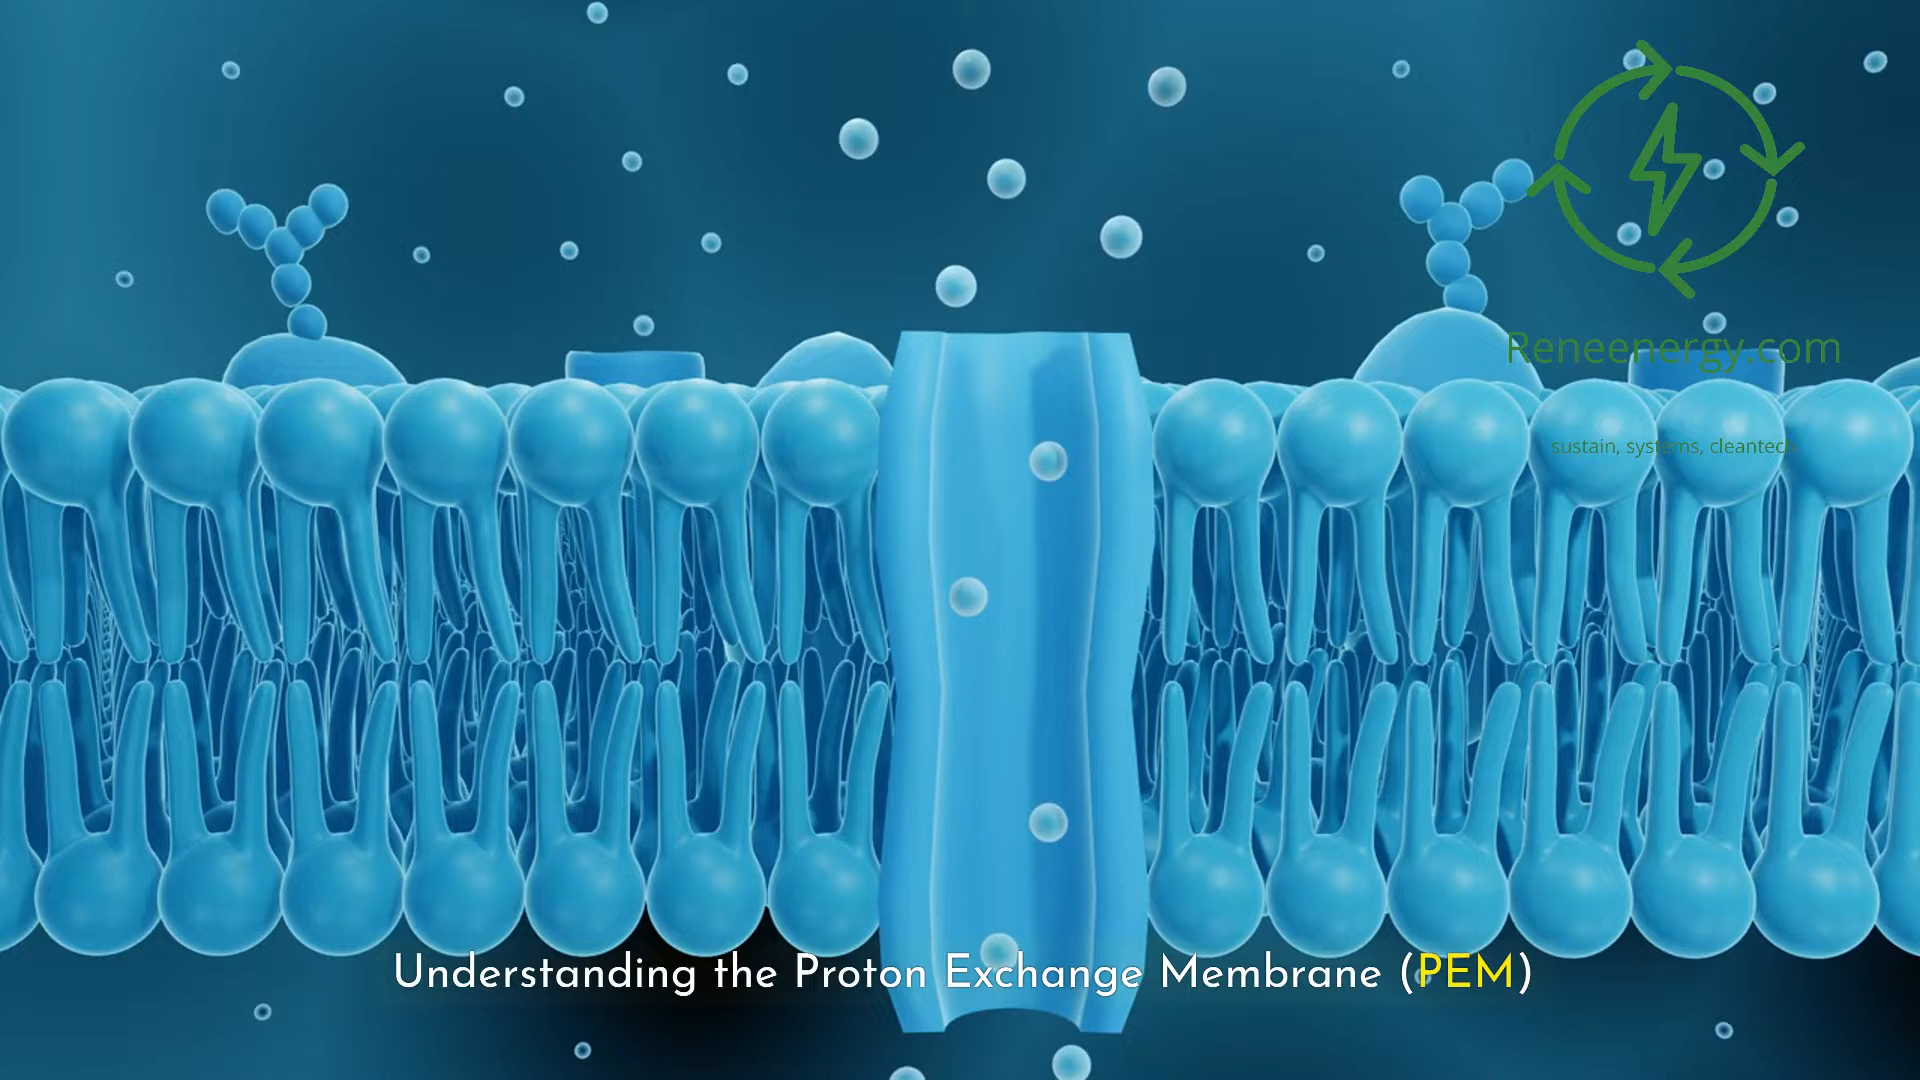 Reneenergy.com
sustain, systems, cleantech
Understanding the Proton Exchange Membrane (PEM)